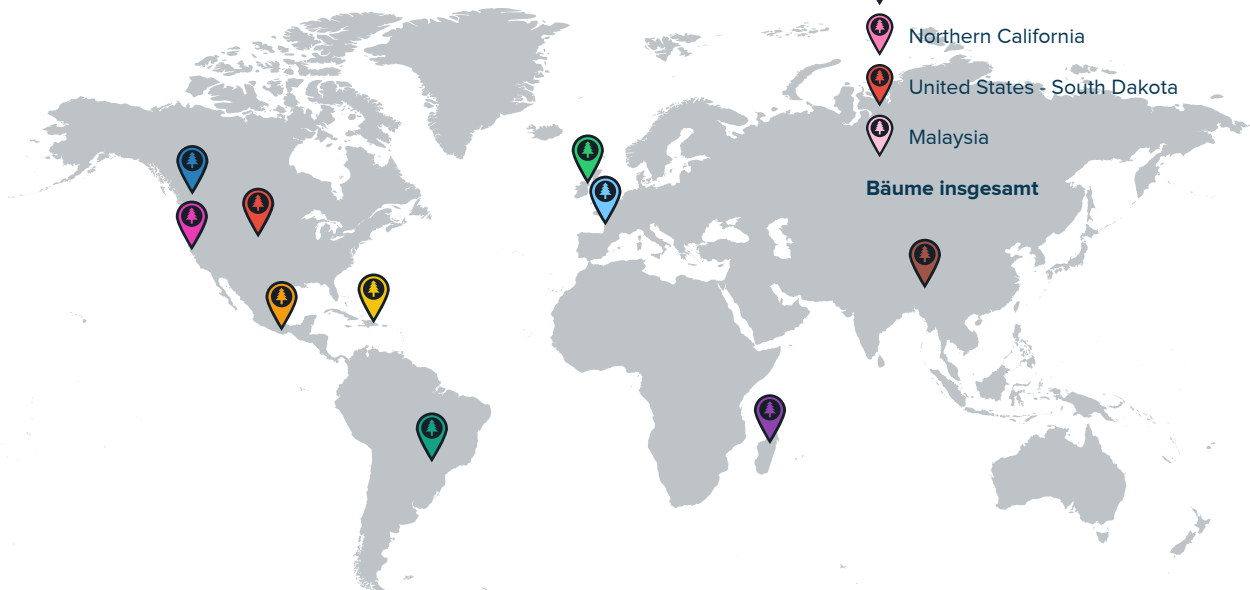 Northern California
United States - South Dakota
Malaysia
Bäume insgesamt